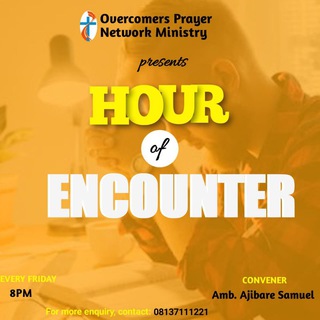 Overcomers Prayer
Network Ministry
presents
HOUR
of
ENCOUNTER
EVERY FRIDAY
8PM
CONVENER
Amb. Ajibare Samuel
For more enquiry, contact: 08137111221